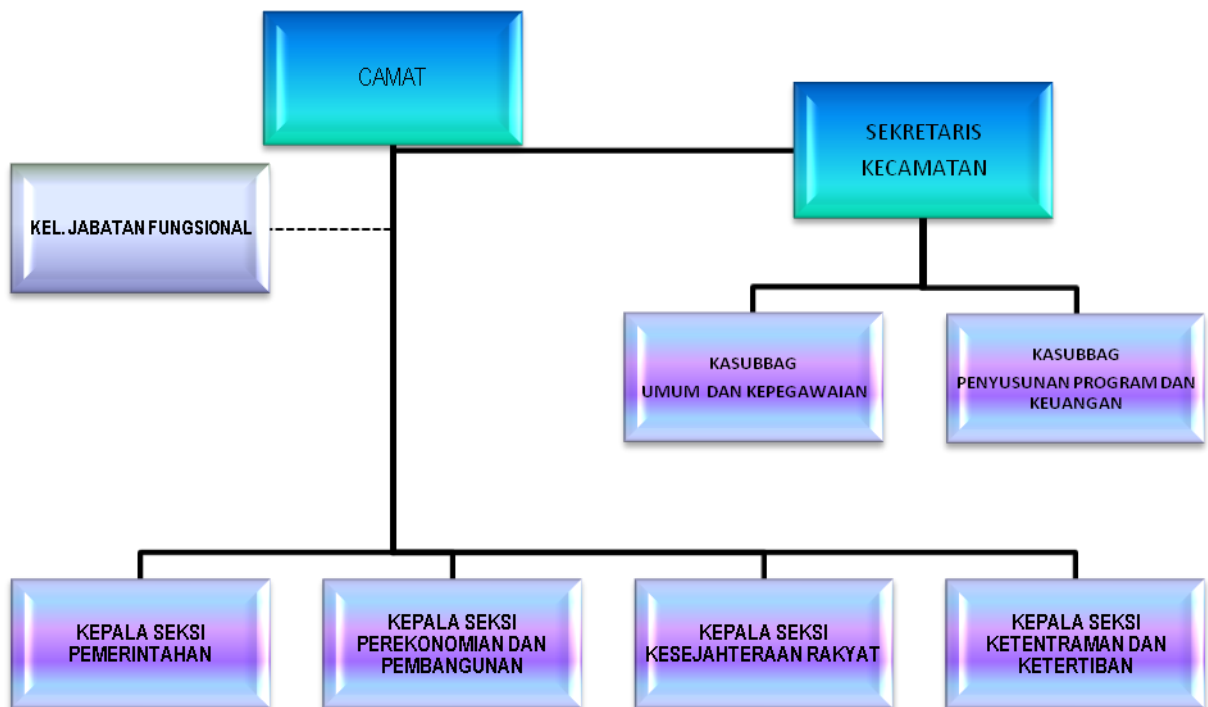 CAMAT
SEKRETARIS
KECAMATAN
KEL. JABATAN FUNGSIONAL
KASUBBAG
UMUM DAN KEPEGAWAIAN
KASUBBAG
PENYUSUNAN PROGRAM DAN
KEUANGAN
KEPALA SEKSI
PEMERINTAHAN
KEPALA SEKSI
PEREKONOMIAN DAN
PEMBANGUNAN
KEPALA SEKSI
KESEJAHTERAAN RAKYAT
KEPALA SEKSI
KETENTRAMAN DAN
KETERTIBAN